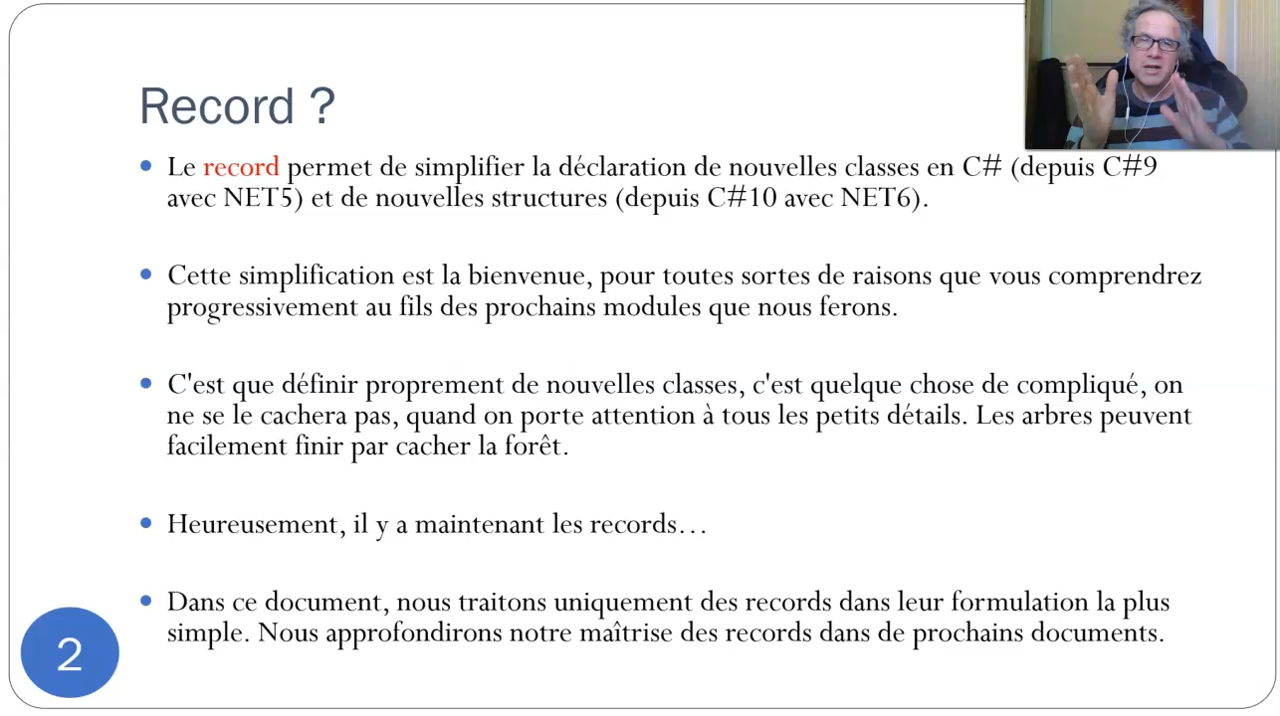 Record ?
Le record permet de simplifier la déclaration de nouvelles classes en C# (depuis C#9
avec NET5) et de nouvelles structures (depuis C#10 avec NET6).
Cette simplification est la bienvenue, pour toutes sortes de raisons que vous comprendrez
progressivement au fils des prochains modules que nous ferons.
C'est que définir proprement de nouvelles classes, c'est quelque chose de compliqué, on
ne se le cachera pas, quand on porte attention à tous les petits détails. Les arbres peuvent
facilement finir par cacher la forêt.
Heureusement, il y a maintenant les records…
Dans ce document, nous traitons uniquement des records dans leur formulation la plus
simple. Nous approfondirons notre maîtrise des records dans de prochains documents.
2